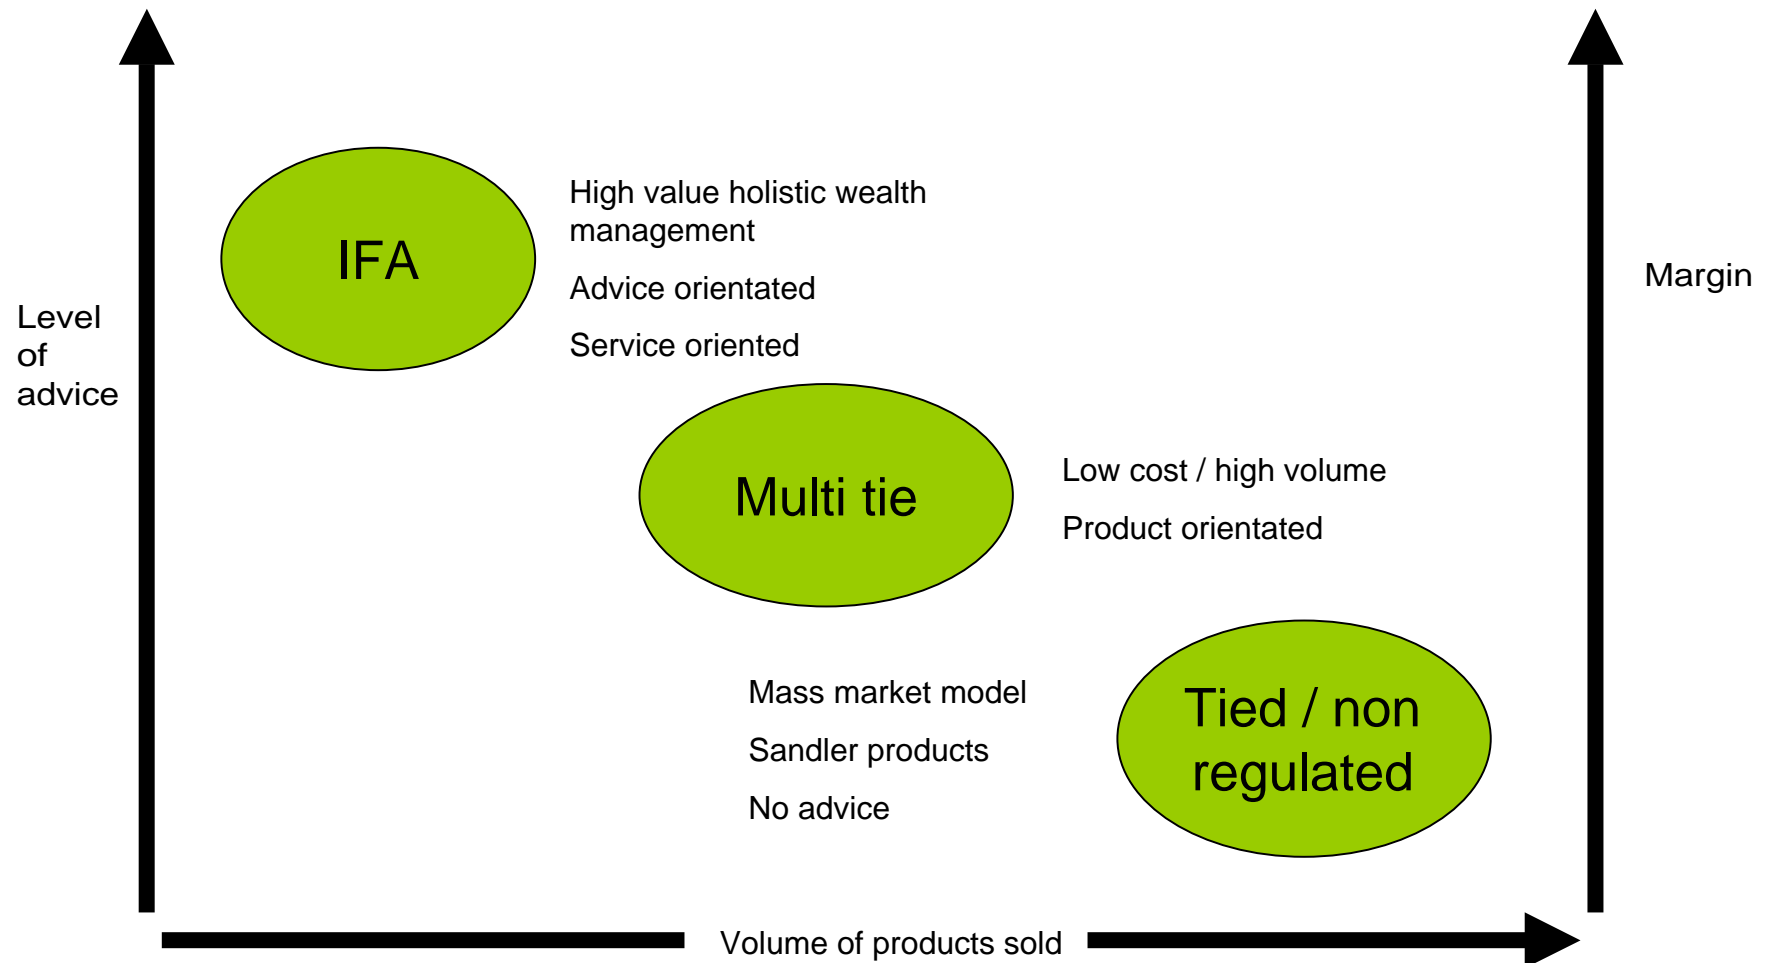 Level
of
advice
IFA
High value holistic wealth
management
Advice orientated
Service oriented
Margin
Multi tie
Low cost / high volume
Product orientated
Mass market model
Sandler products
No advice
Tied / non
regulated
Volume of products sold